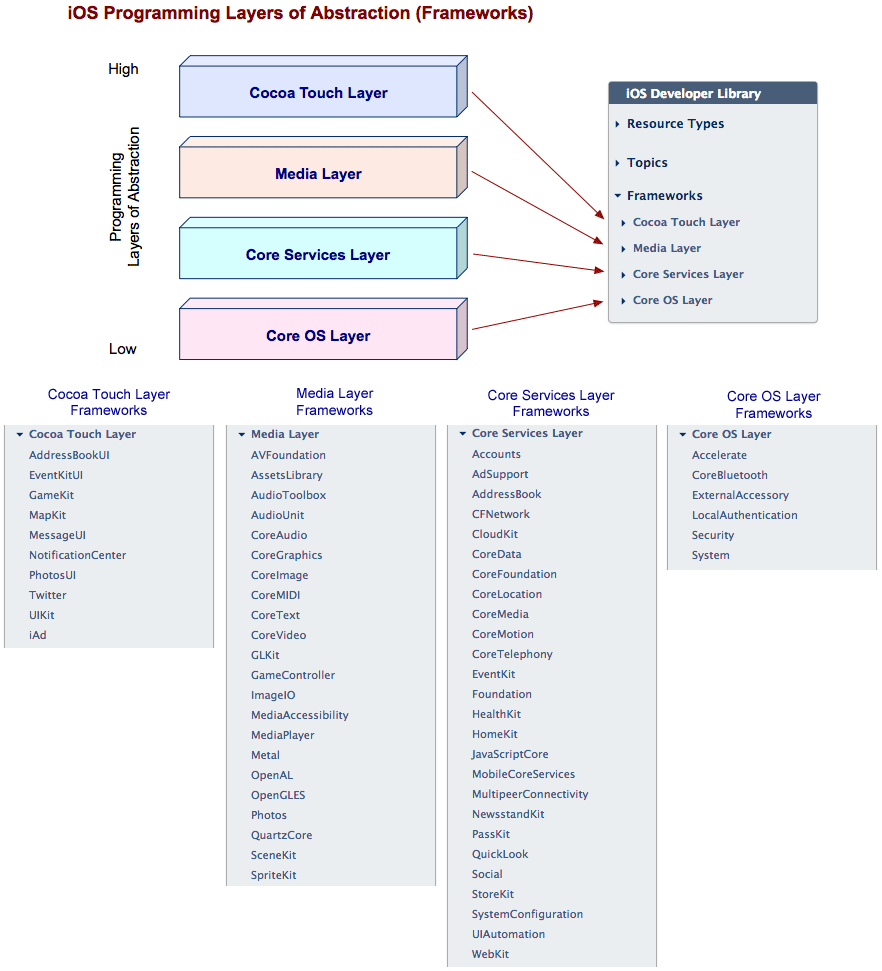 iOS Programming Layers of Abstraction (Frameworks)
High
Programming
Layers of Abstraction
Low
Cocoa Touch Layer
Media Layer
Core Services Layer
Core OS Layer
iOS Developer Library
Resource Types
Topics
Frameworks
Cocoa Touch Layer
Media Layer
Core Services Layer
Core OS Layer
Cocoa Touch Layer
Frameworks
Cocoa Touch Layer
AddressBookUI
EventKitUI
GameKit
MapKit
MessageUI
NotificationCenter
PhotosUI
Twitter
UIKit
iAd
Media Layer
Frameworks
Media Layer
AVFoundation
AssetsLibrary
AudioToolbox
AudioUnit
CoreAudio
CoreGraphics
CoreImage
CoreMIDI
CoreText
CoreVideo
GLKit
GameController
ImageIO
MediaAccessibility
MediaPlayer
Metal
OpenAL
OpenGLES
Photos
QuartzCore
SceneKit
SpriteKit
Core Services Layer
Frameworks
Core Services Layer
Accounts
AdSupport
AddressBook
CFNetwork
CloudKit
CoreData
CoreFoundation
CoreLocation
CoreMedia
CoreMotion
CoreTelephony
EventKit
Foundation
HealthKit
HomeKit
JavaScriptCore
MobileCoreServices
MultipeerConnectivity
NewsstandKit
PassKit
QuickLook
Social
StoreKit
SystemConfiguration
UIAutomation
WebKit
Core OS Layer
Frameworks
Core OS Layer
Accelerate
CoreBluetooth
ExternalAccessory
LocalAuthentication
Security
System